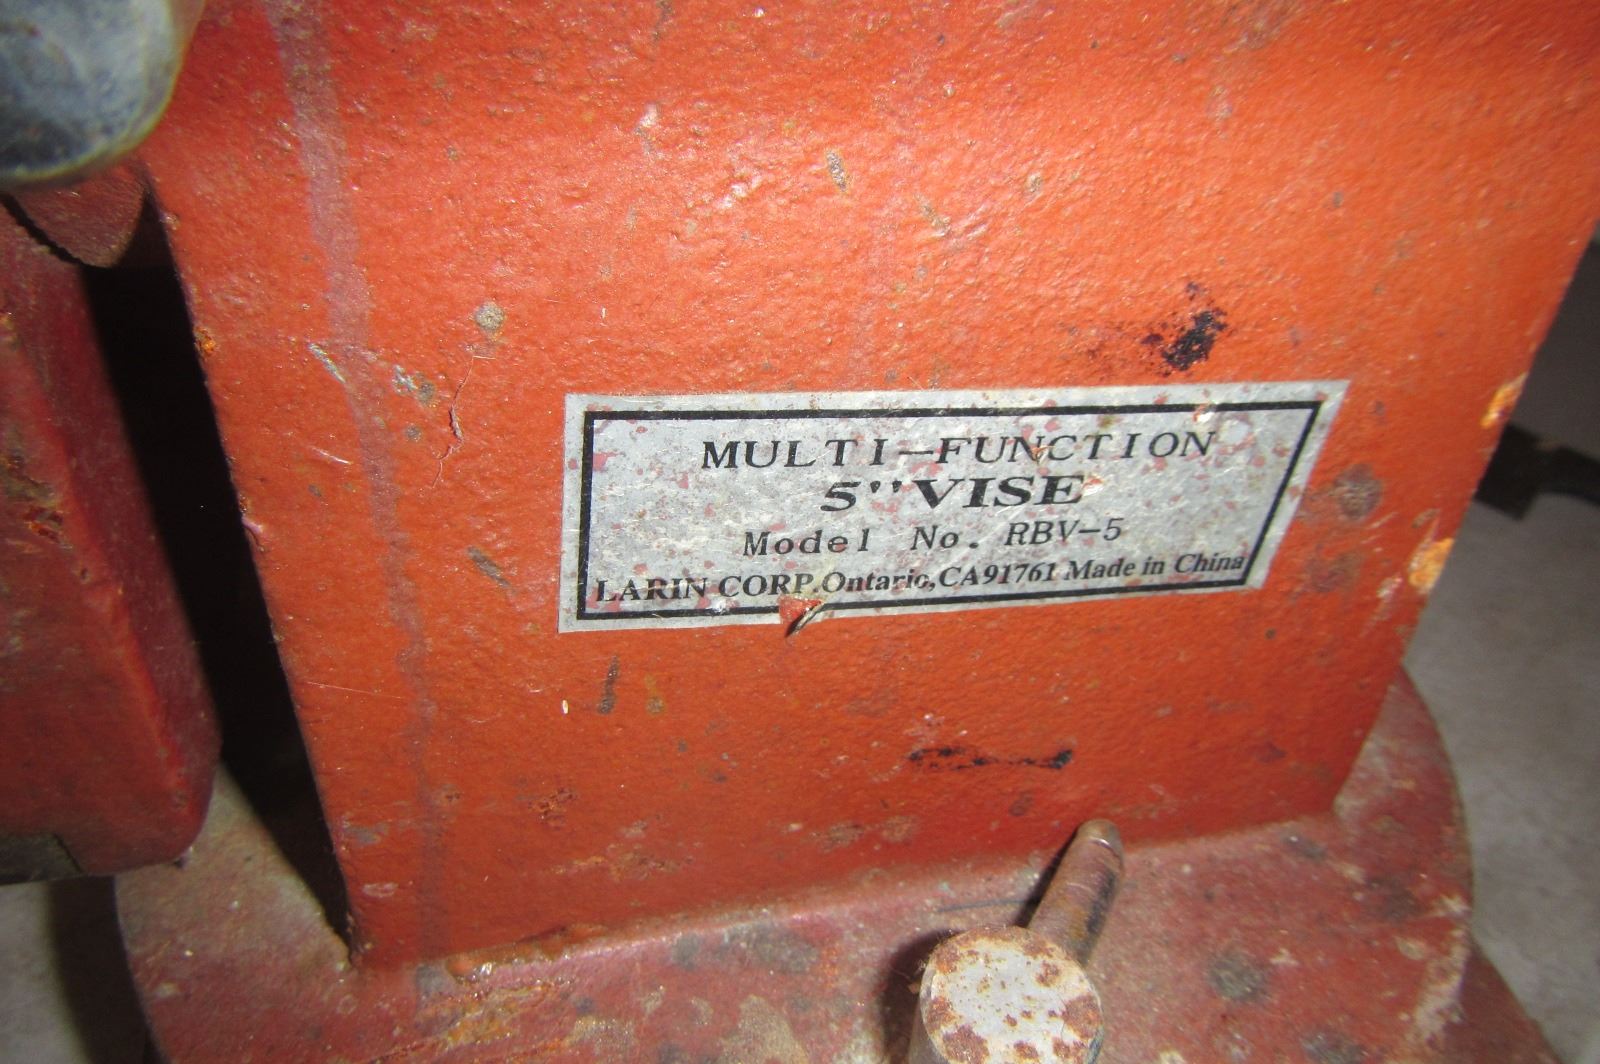 MULTI-FUNCTION
5"VISE
Model No. RBV-5
LARIN CORP.Ontario,CA91761 Made in China